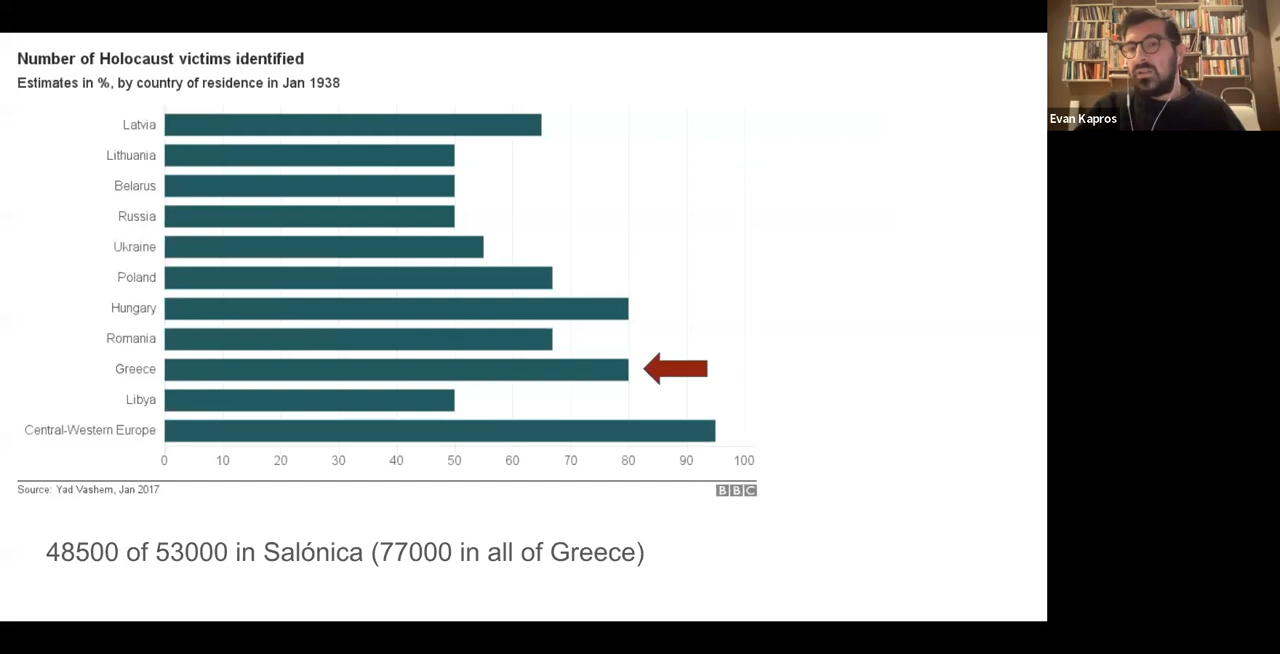 Number of Holocaust victims identified
Estimates in %, by country of residence in Jan 1938
Latvia
Lithuania
Belarus
Russia
Ukraine
Poland
Hungary
Romania
Greece
Libya
Central-Western Europe
0 10 20 30 40 50 60 70 80 90 100
Source: Yad Vashem, Jan 2017
BBC
48500 of 53000 in Salónica (77000 in all of Greece)
Evan Kapros